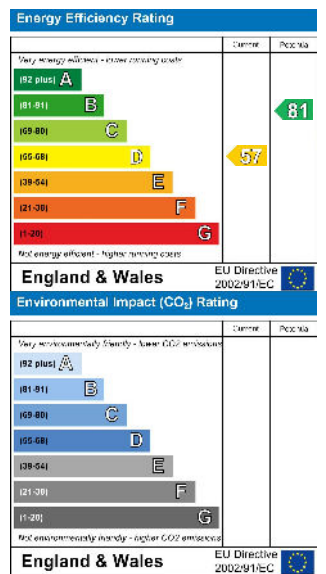 Energy Efficiency Rating
Current Potential
Very energy efficient - lower running costs
(92 plus) A
(81-91) B
81
(69-80) C
(55-68) D
57
(39-54) E
(21-38) F
(1-20) G
Not energy efficient - higher running costs
England & Wales
EU Directive
2002/91/EC
Environmental Impact (CO₂) Rating
Current Potential
Very environmentally friendly - lower CO2 emissions
(92 plus) A
(81-91) B
(69-80) C
(55-68) D
(39-54) E
(21-38) F
(1-20) G
Not environmentally friendly - higher CO2 emissions
England & Wales
EU Directive
2002/91/EC